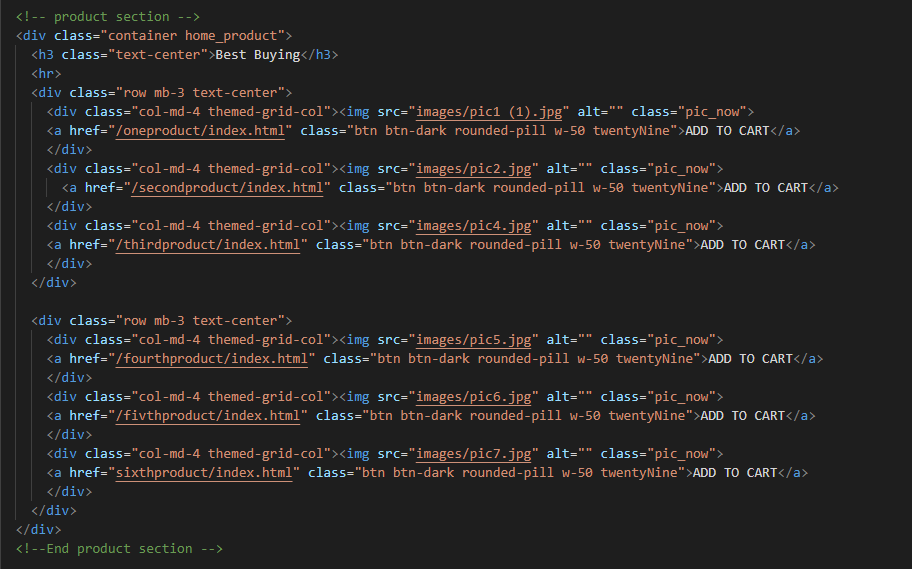 <!-- product section -->
<div class="container home_product">
<h3 class="text-center">Best Buying</h3>
<hr>
<div class="row mb-3 text-center">
<div class="col-md-4 themed-grid-col"><img src="images/pic1 (1).jpg" alt="" class="pic_now">
<a href="/oneproduct/index.html" class="btn btn-dark rounded-pill w-50 twentyNine">ADD TO CART</a>
</div>
<div class="col-md-4 themed-grid-col"><img src="images/pic2.jpg" alt="" class="pic_now">
<a href="/secondproduct/index.html" class="btn btn-dark rounded-pill w-50 twentyNine">ADD TO CART</a>
</div>
<div class="col-md-4 themed-grid-col"><img src="images/pic4.jpg" alt="" class="pic_now">
<a href="/thirdproduct/index.html" class="btn btn-dark rounded-pill w-50 twentyNine">ADD TO CART</a>
</div>
</div>
<div class="row mb-3 text-center">
<div class="col-md-4 themed-grid-col"><img src="images/pic5.jpg" alt="" class="pic_now">
<a href="/fourthproduct/index.html" class="btn btn-dark rounded-pill w-50 twentyNine">ADD TO CART</a>
</div>
<div class="col-md-4 themed-grid-col"><img src="images/pic6.jpg" alt="" class="pic_now">
<a href="/fivthproduct/index.html" class="btn btn-dark rounded-pill w-50 twentyNine">ADD TO CART</a>
</div>
<div class="col-md-4 themed-grid-col"><img src="images/pic7.jpg" alt="" class="pic_now">
<a href="sixthproduct/index.html" class="btn btn-dark rounded-pill w-50 twentyNine">ADD TO CART</a>
</div>
</div>
</div>
<!--End product section -->